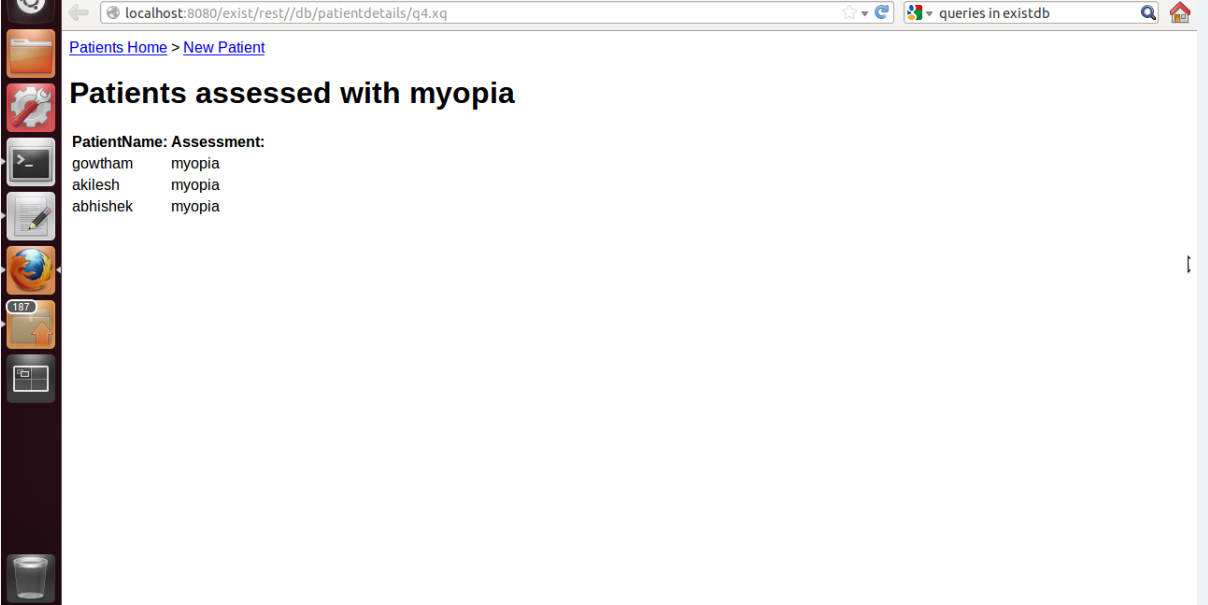 localhost:8080/exist/rest//db/patientdetails/q4.xq queries in existdb
Patients Home > New Patient
Patients assessed with myopia
PatientName: Assessment:
gowtham myopia
akilesh myopia
abhishek myopia
>_
187